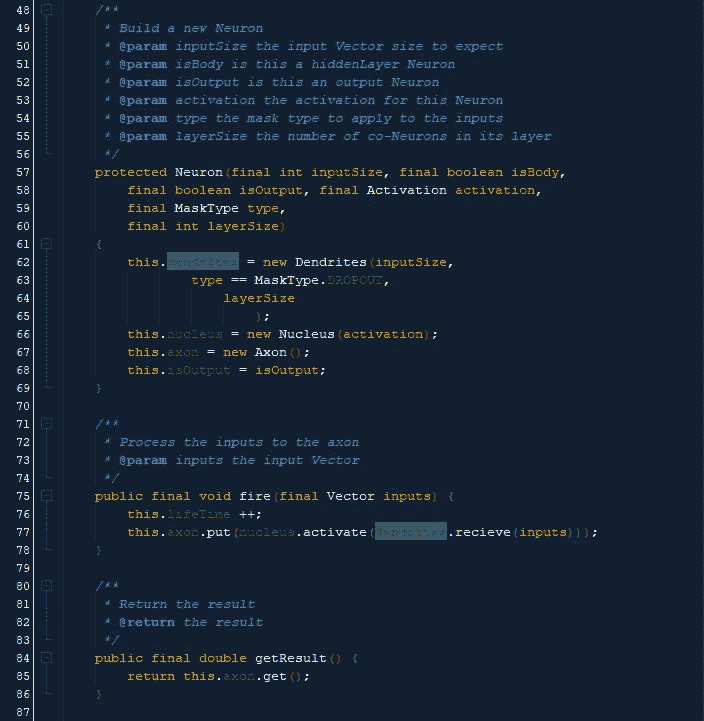 48 /**
49 * Build a new Neuron
50 * @param inputSize the input Vector size to expect
51 * @param isBody is this a hiddenLayer Neuron
52 * @param isOutput is this an output Neuron
53 * @param activation the activation for this Neuron
54 * @param type the mask type to apply to the inputs
55 * @param layerSize the number of co-Neurons in its layer
56 */
57 protected Neuron(final int inputSize, final boolean isBody,
58 final boolean isOutput, final Activation activation,
59 final MaskType type,
60 final int layerSize)
61 {
62 this.dendrites = new Dendrites(inputSize,
63 type == MaskType.DROPOUT,
64 layerSize
65 );
66 this.nucleus = new Nucleus(activation);
67 this.axon = new Axon();
68 this.isOutput = isOutput;
69 }
70
71 /**
72 * Process the inputs to the axon
73 * @param inputs the input Vector
74 */
75 public final void fire(final Vector inputs) {
76 this.lifeTime ++;
77 this.axon.put(nucleus.activate(dendrites.recieve(inputs)));
78 }
79
80 /**
81 * Return the result
82 * @return the result
83 */
84 public final double getResult() {
85 return this.axon.get();
86 }
87